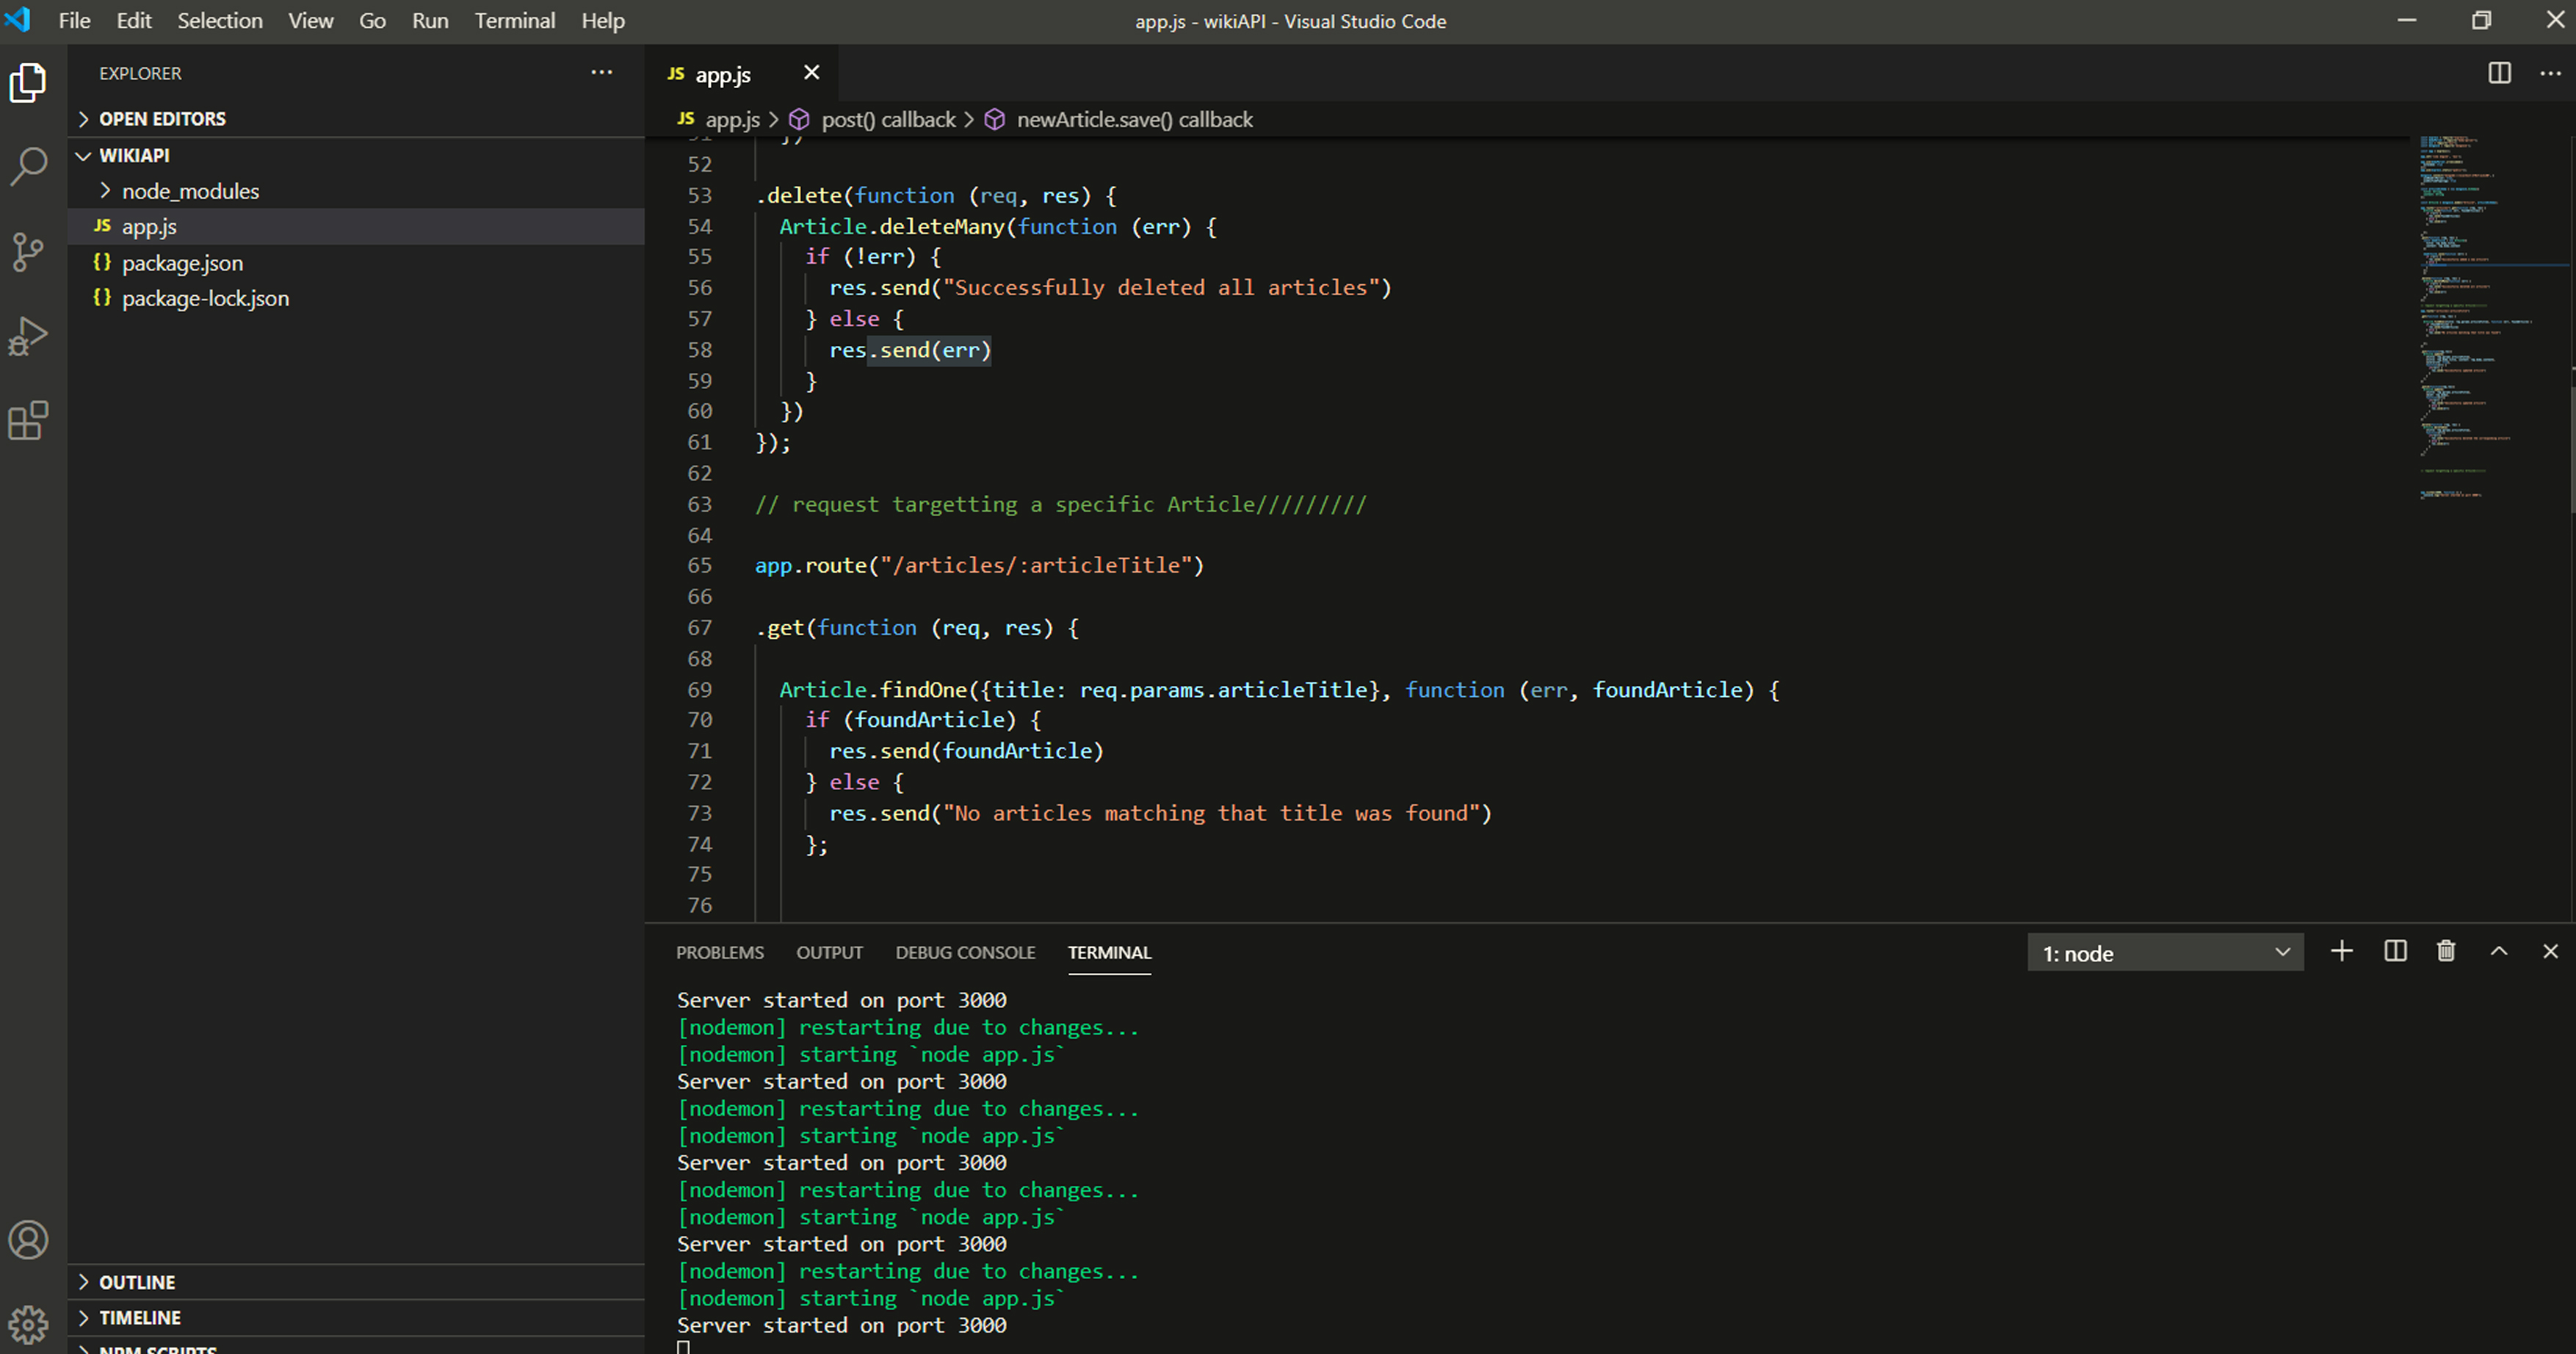 File Edit Selection View Go Run Terminal Help
app.js - wikiAPI - Visual Studio Code
EXPLORER
OPEN EDITORS
WIKIAPI
node_modules
JS app.js
{} package.json
{} package-lock.json
OUTLINE
TIMELINE
NPM SCRIPTS
JS app.js
JS app.js > post() callback > newArticle.save() callback
51 })
52
53 .delete(function (req, res) {
54 Article.deleteMany(function (err) {
55 if (!err) {
56 res.send("Successfully deleted all articles")
57 } else {
58 res.send(err)
59 }
60 })
61 });
62
63 // request targetting a specific Article/////////
64
65 app.route("/articles/:articleTitle")
66
67 .get(function (req, res) {
68
69 Article.findOne({title: req.params.articleTitle}, function (err, foundArticle) {
70 if (foundArticle) {
71 res.send(foundArticle)
72 } else {
73 res.send("No articles matching that title was found")
74 };
75
76
PROBLEMS OUTPUT DEBUG CONSOLE TERMINAL
1: node
Server started on port 3000
[nodemon] restarting due to changes...
[nodemon] starting `node app.js`
Server started on port 3000
[nodemon] restarting due to changes...
[nodemon] starting `node app.js`
Server started on port 3000
[nodemon] restarting due to changes...
[nodemon] starting `node app.js`
Server started on port 3000
[nodemon] restarting due to changes...
[nodemon] starting `node app.js`
Server started on port 3000